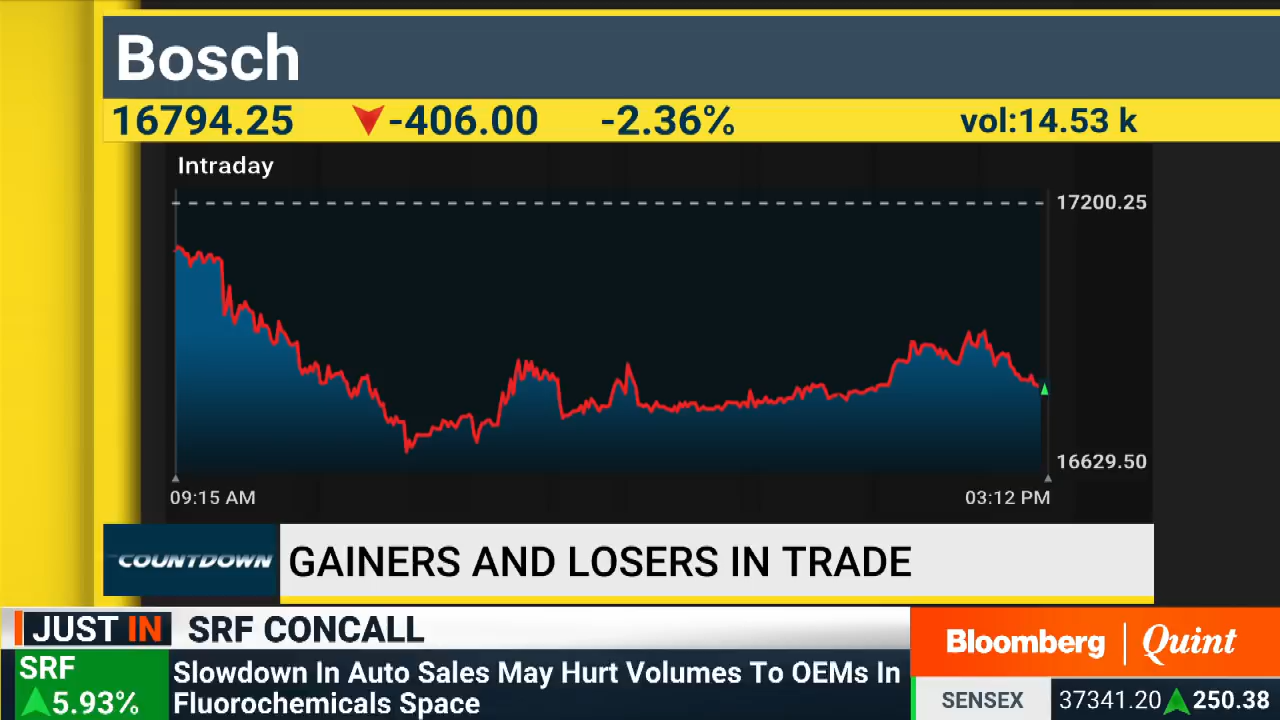 Bosch
16794.25 -406.00 -2.36% vol:14.53 k
Intraday
17200.25
16629.50
09:15 AM 03:12 PM
COUNTDOWN GAINERS AND LOSERS IN TRADE
JUST IN SRF CONCALL
SRF
5.93%
Slowdown In Auto Sales May Hurt Volumes To OEMs In
Fluorochemicals Space
Bloomberg | Quint
SENSEX 37341.20 250.38